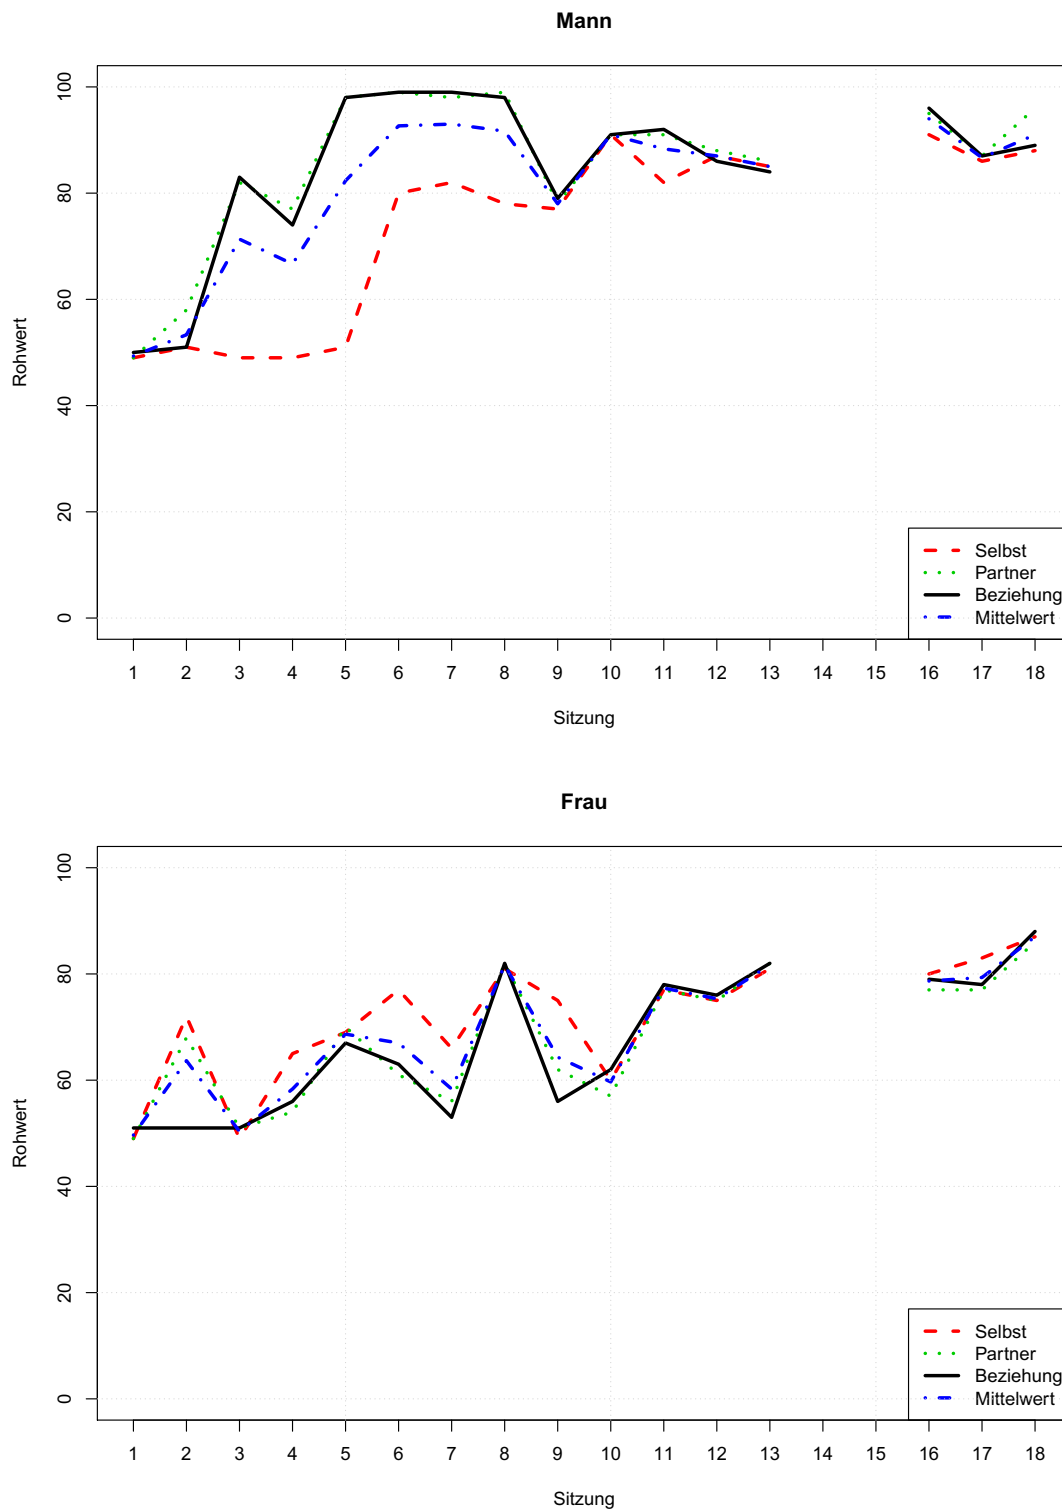 Mann
100
80
60
40
20
0
Rohwert
Selbst
Partner
Beziehung
Mittelwert
1 2 3 4 5 6 7 8 9 10 11 12 13 14 15 16 17 18
Sitzung
Frau
100
80
60
40
20
0
Rohwert
Selbst
Partner
Beziehung
Mittelwert
1 2 3 4 5 6 7 8 9 10 11 12 13 14 15 16 17 18
Sitzung